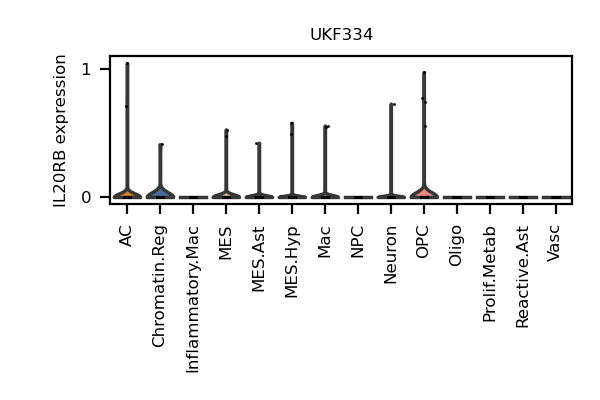 UKF334
IL20RB expression
1
0
AC
Chromatin.Reg
Inflammatory.Mac
MES
MES.Ast
MES.Hyp
Mac
NPC
Neuron
OPC
Oligo
Prolif.Metab
Reactive.Ast
Vasc